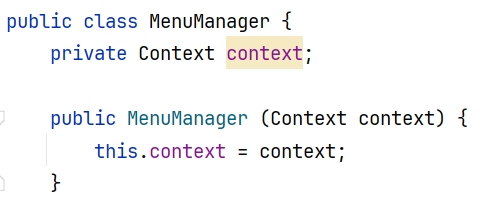 public class MenuManager {
    private Context context;
    public MenuManager (Context context) {
        this.context = context;
    }